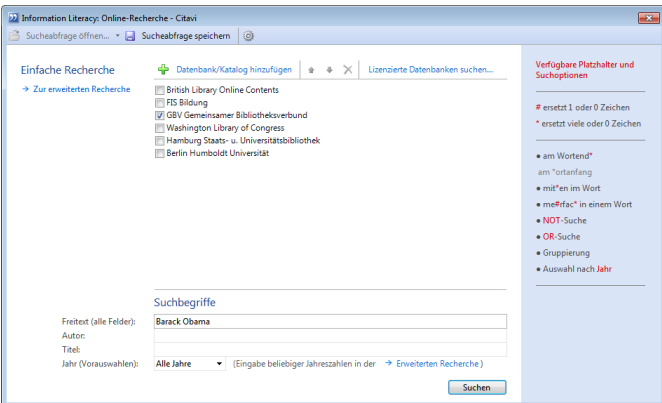 Information Literacy: Online-Recherche - Citavi
Sucheabfrage öffnen... Sucheabfrage speichern
Einfache Recherche
→ Zur erweiterten Recherche
Datenbank/Katalog hinzufügen Lizenzierte Datenbanken suchen...
British Library Online Contents
FIS Bildung
GBV Gemeinsamer Bibliotheksverbund
Washington Library of Congress
Hamburg Staats- u. Universitätsbibliothek
Berlin Humboldt Universität
Suchbegriffe
Freitext (alle Felder): Barack Obama
Autor:
Titel:
Jahr (Vorauswahlen): Alle Jahre (Eingabe beliebiger Jahreszahlen in der → Erweiterten Recherche)
Suchen
Verfügbare Platzhalter und
Suchoptionen
# ersetzt 1 oder 0 Zeichen
* ersetzt viele oder 0 Zeichen
• am Wortend*
am *ortanfang
• mit*en im Wort
• me#rfac* in einem Wort
• NOT-Suche
• OR-Suche
• Gruppierung
• Auswahl nach Jahr